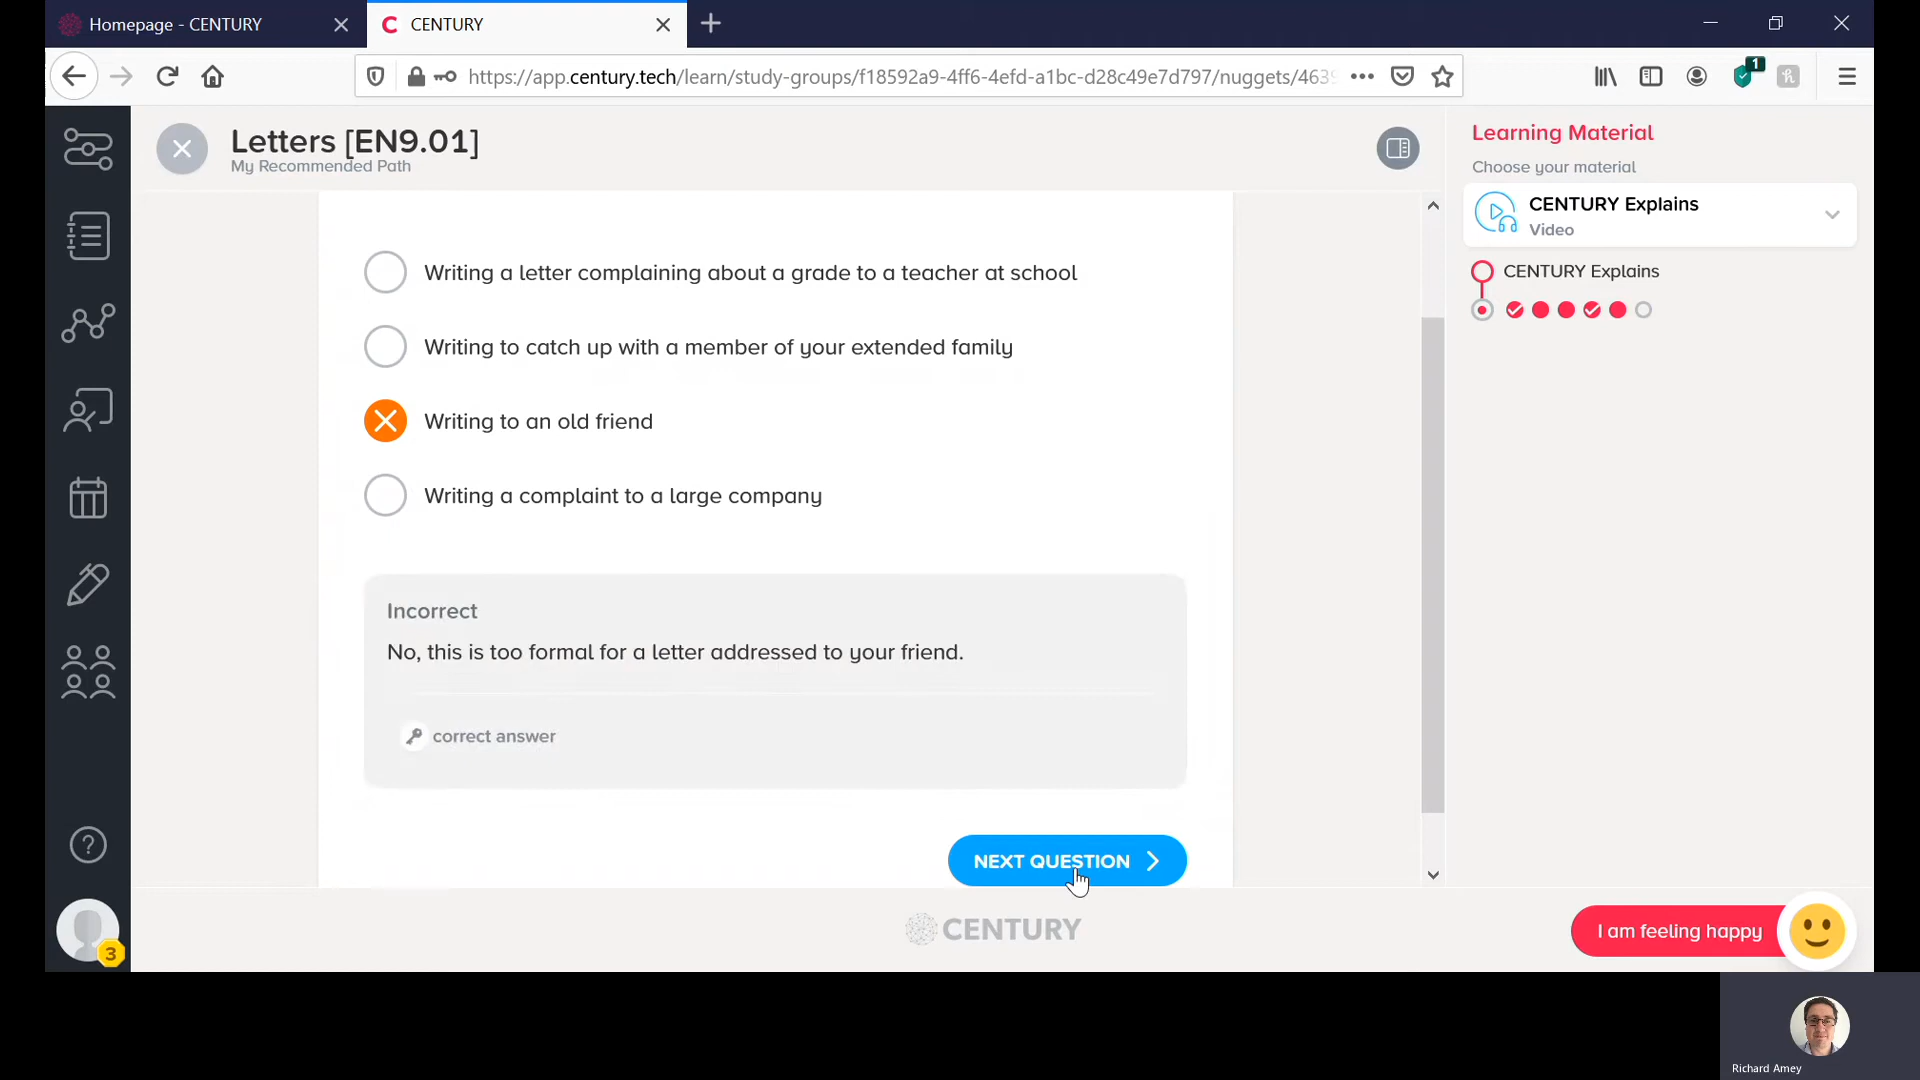 Homepage - CENTURY
CENTURY
https://app.century.tech/learn/study-groups/f18592a9-4ff6-4efd-a1bc-d28c49e7d797/nuggets/4639
1
Letters [EN9.01]
My Recommended Path
Writing a letter complaining about a grade to a teacher at school
Writing to catch up with a member of your extended family
Writing to an old friend
Writing a complaint to a large company
Incorrect
No, this is too formal for a letter addressed to your friend.
correct answer
NEXT QUESTION
Learning Material
Choose your material
CENTURY Explains
Video
CENTURY Explains
3
CENTURY
I am feeling happy
Richard Amey